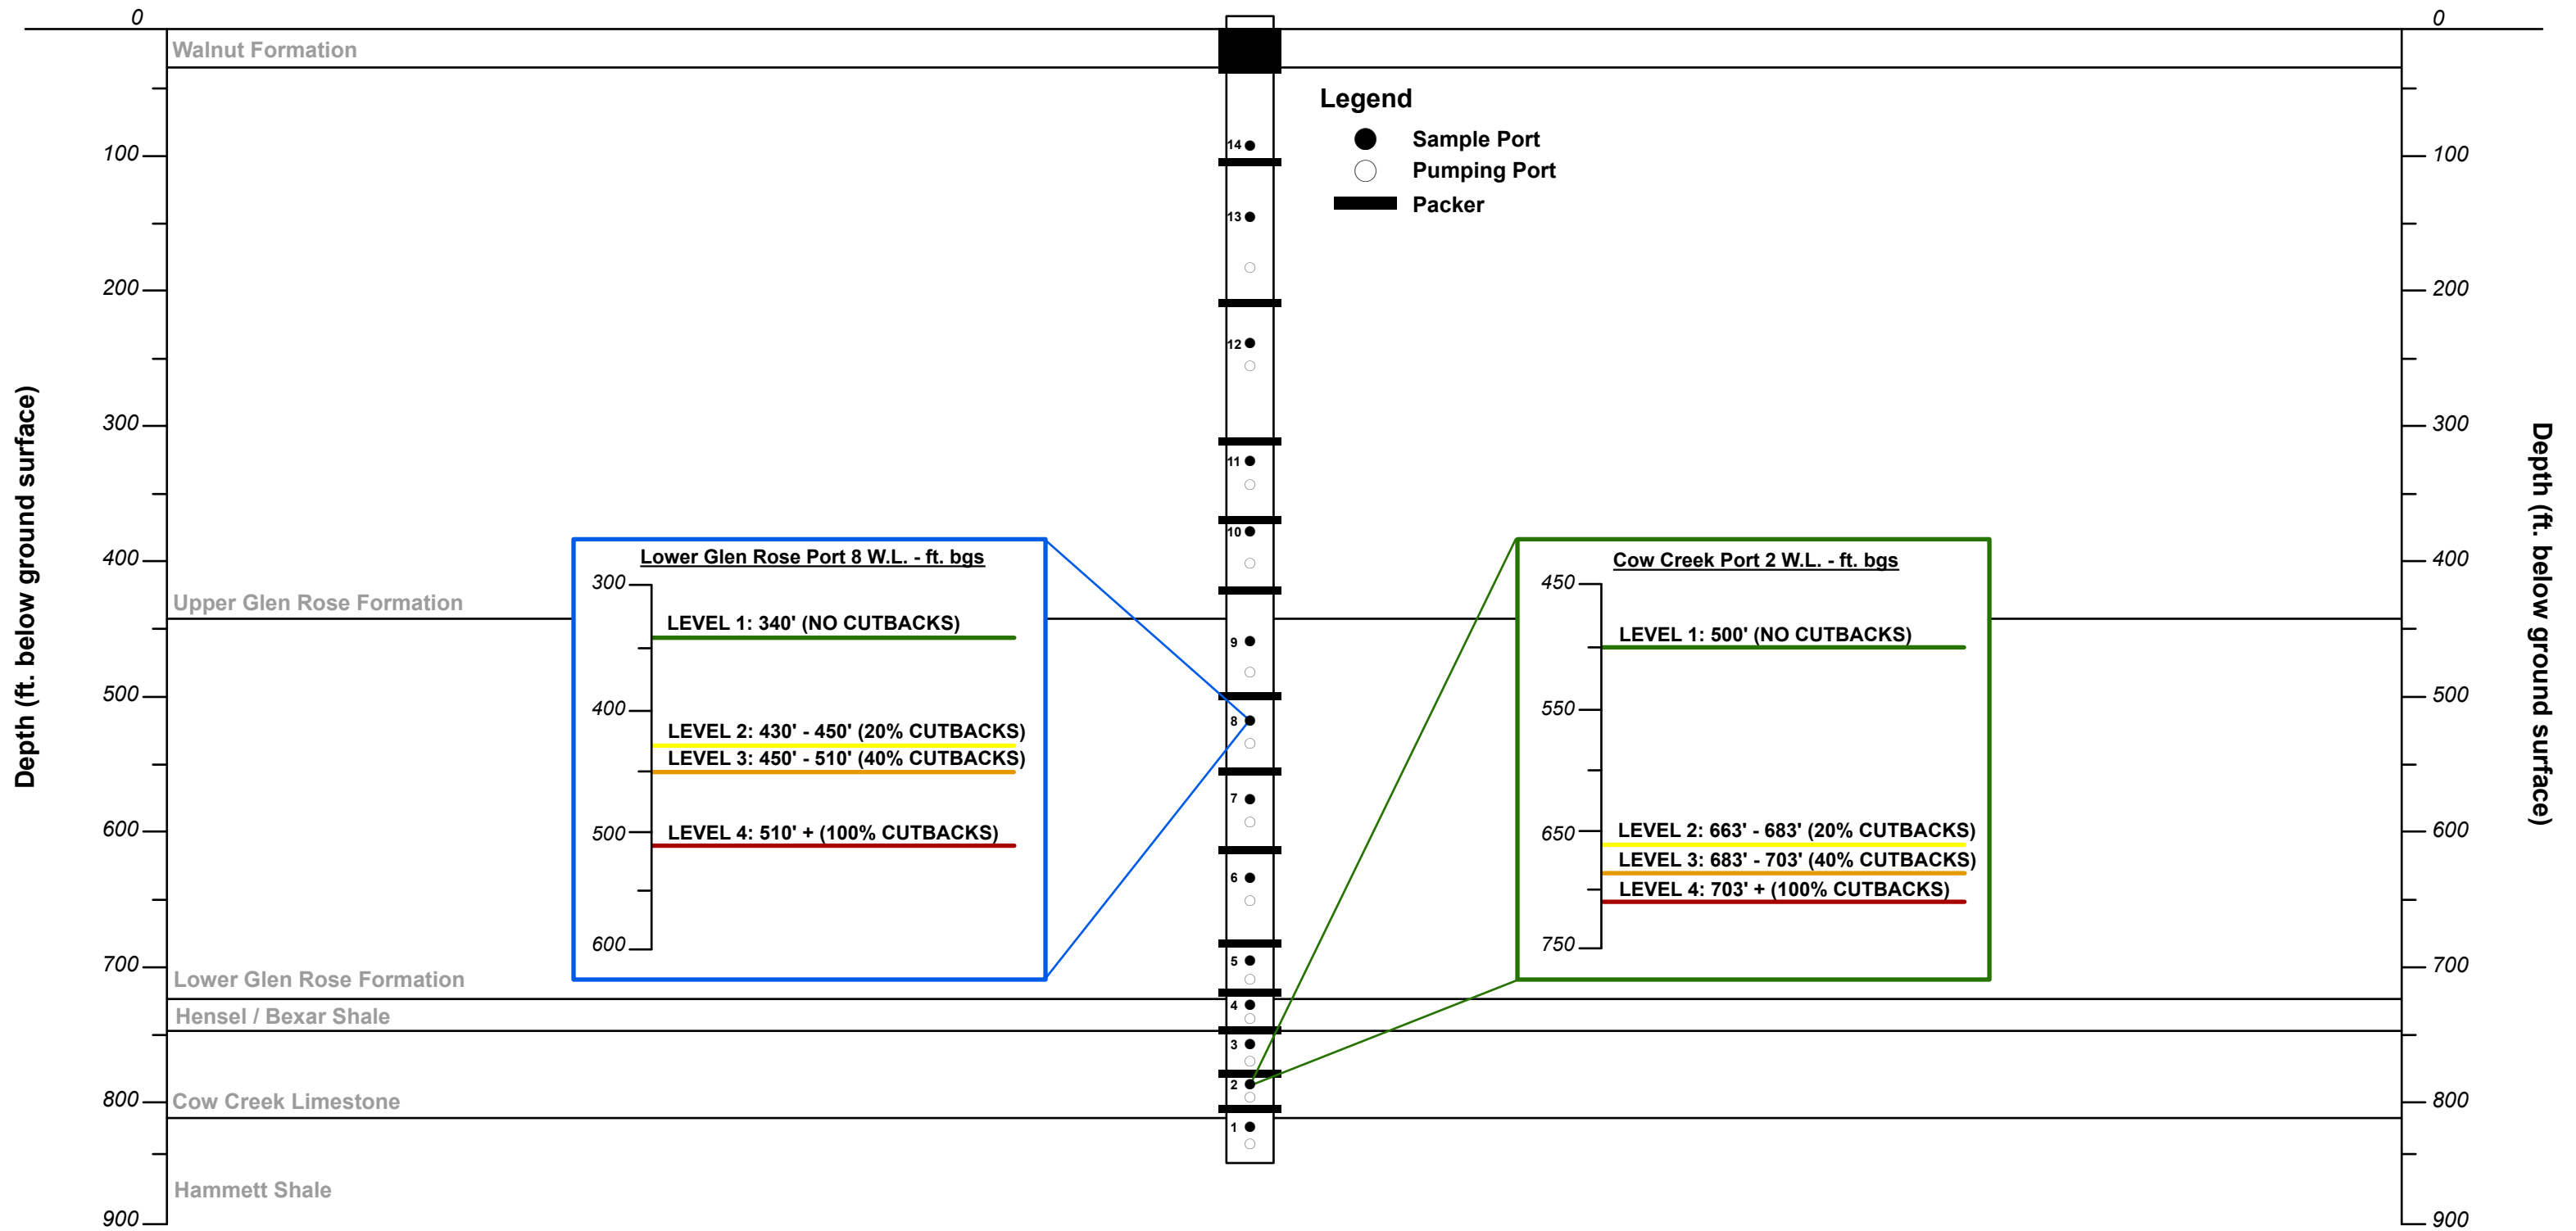 0
0
Walnut Formation
Legend
Sample Port
Pumping Port
Packer
14
100
100
13
200
200
12
300
300
11
10
400
400
Depth (ft. below ground surface)
Depth (ft. below ground surface)
Lower Glen Rose Port 8 W.L. - ft. bgs
300
LEVEL 1: 340' (NO CUTBACKS)
400
LEVEL 2: 430' - 450' (20% CUTBACKS)
LEVEL 3: 450' - 510' (40% CUTBACKS)
500
LEVEL 4: 510' + (100% CUTBACKS)
600
Cow Creek Port 2 W.L. - ft. bgs
450
LEVEL 1: 500' (NO CUTBACKS)
550
650
LEVEL 2: 663' - 683' (20% CUTBACKS)
LEVEL 3: 683' - 703' (40% CUTBACKS)
LEVEL 4: 703' + (100% CUTBACKS)
750
Upper Glen Rose Formation
9
500
500
8
7
600
600
6
5
700
700
Lower Glen Rose Formation
4
Hensel / Bexar Shale
3
2
800
800
Cow Creek Limestone
1
Hammett Shale
900
900